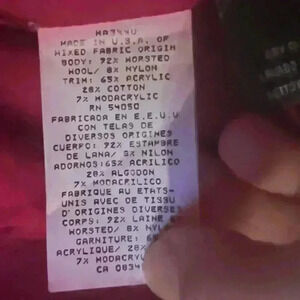 MADE IN U.S.A. OF
MIXED FABRIC ORIGIN
BODY: 92% WORSTED
WOOL/ 8% NYLON
TRIM: 65% ACRYLIC
28% COTTON
7% MODACRYLIC
RN 54050
FABRICADA EN E.E.U.U
CON TELAS DE
DIVERSOS ORIGINES
CUERPO: 92% ESTAMBRE
DE LANA/ 8% NILON
ADORNOS:65% ACRILICO
28% ALGODON
7% MODACRILICO
FABRIQUE AU ETATS-
UNIS AVEC DE TISSU
D'ORIGINES DIVERSES
CORPS: 92% LAINE
WORSTED/ 8% NYLON
GARNITURE:
ACRYLIQUE/ 28%
7% MODACRY
CA 0834